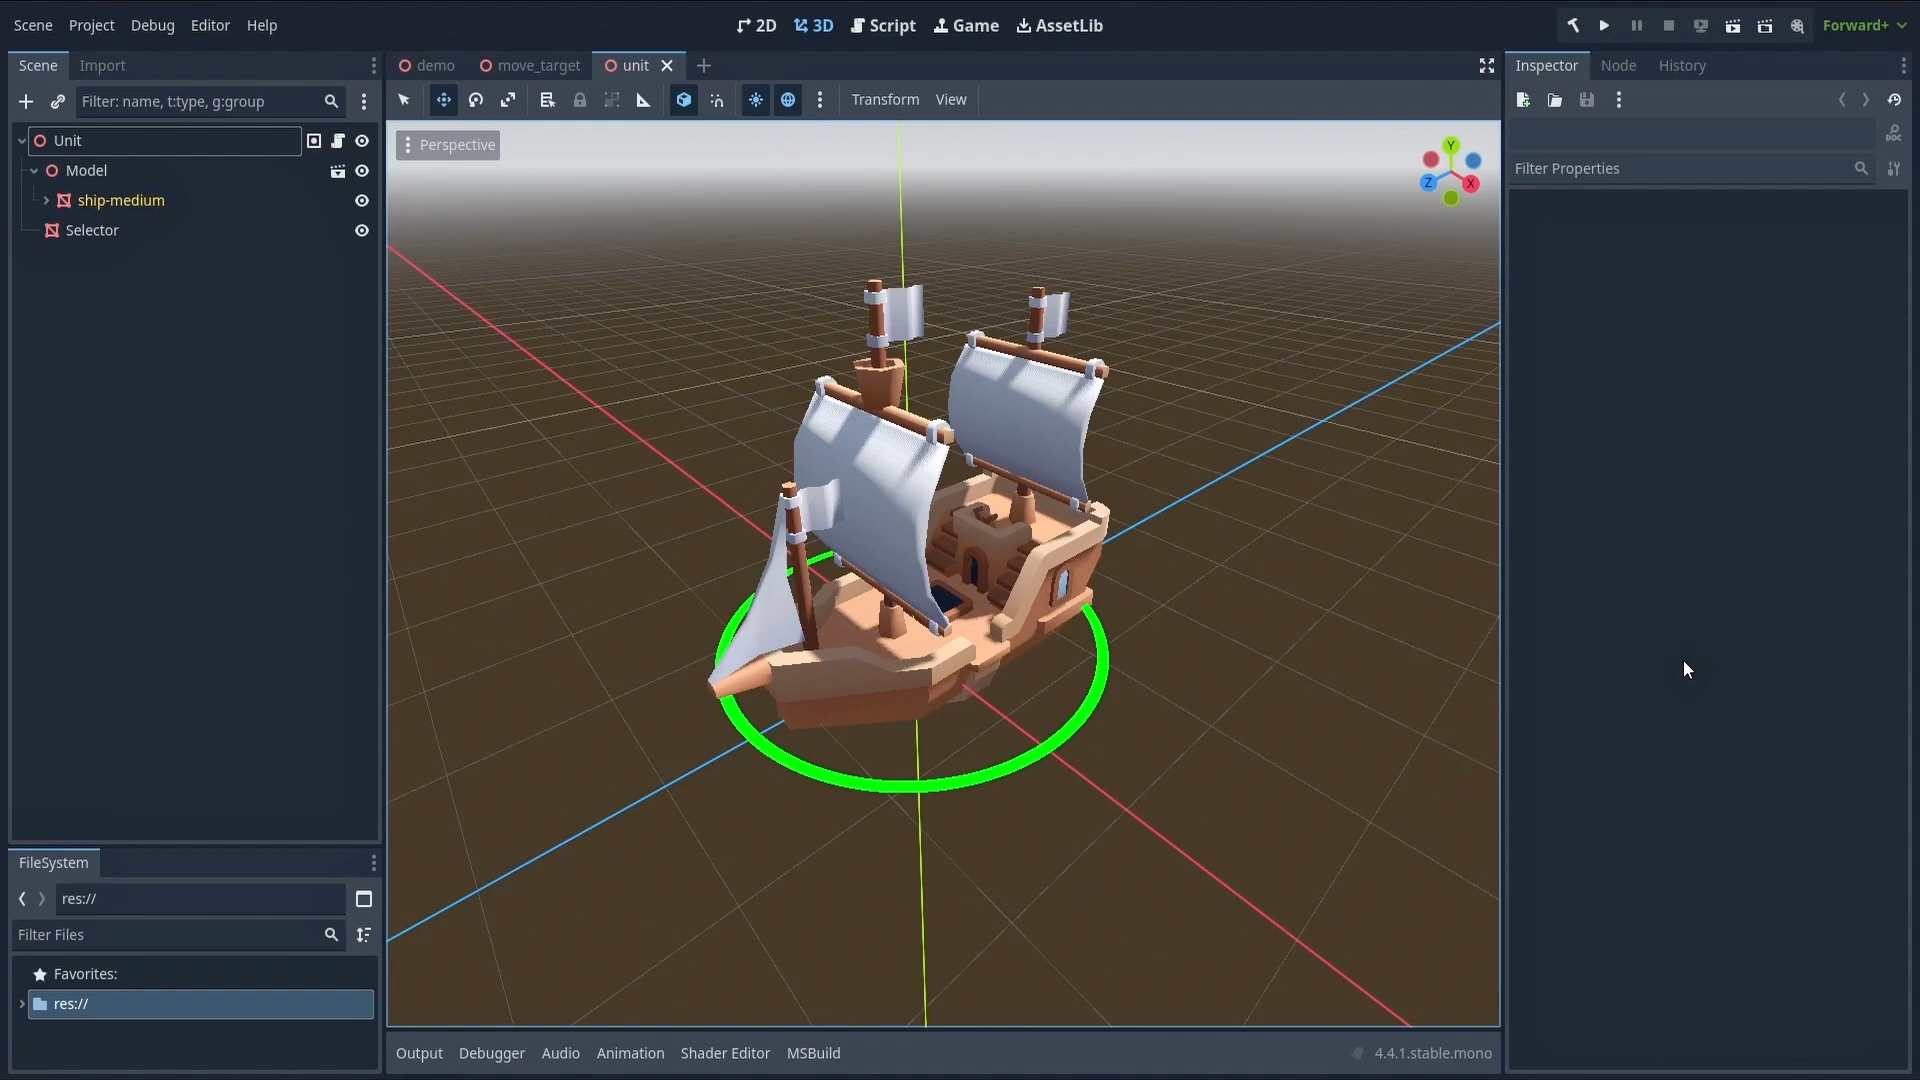 Scene Project Debug Editor Help
2D 3D Script Game AssetLib
Forward+
Scene Import
Filter: name, t:type, g:group
Unit
Model
ship-medium
Selector
FileSystem
res://
Filter Files
Favorites:
res://
demo move_target unit
Transform View
Perspective
Y
Z
X
Output Debugger Audio Animation Shader Editor MSBuild 4.4.1.stable.mono
Inspector Node History
DOC
Filter Properties